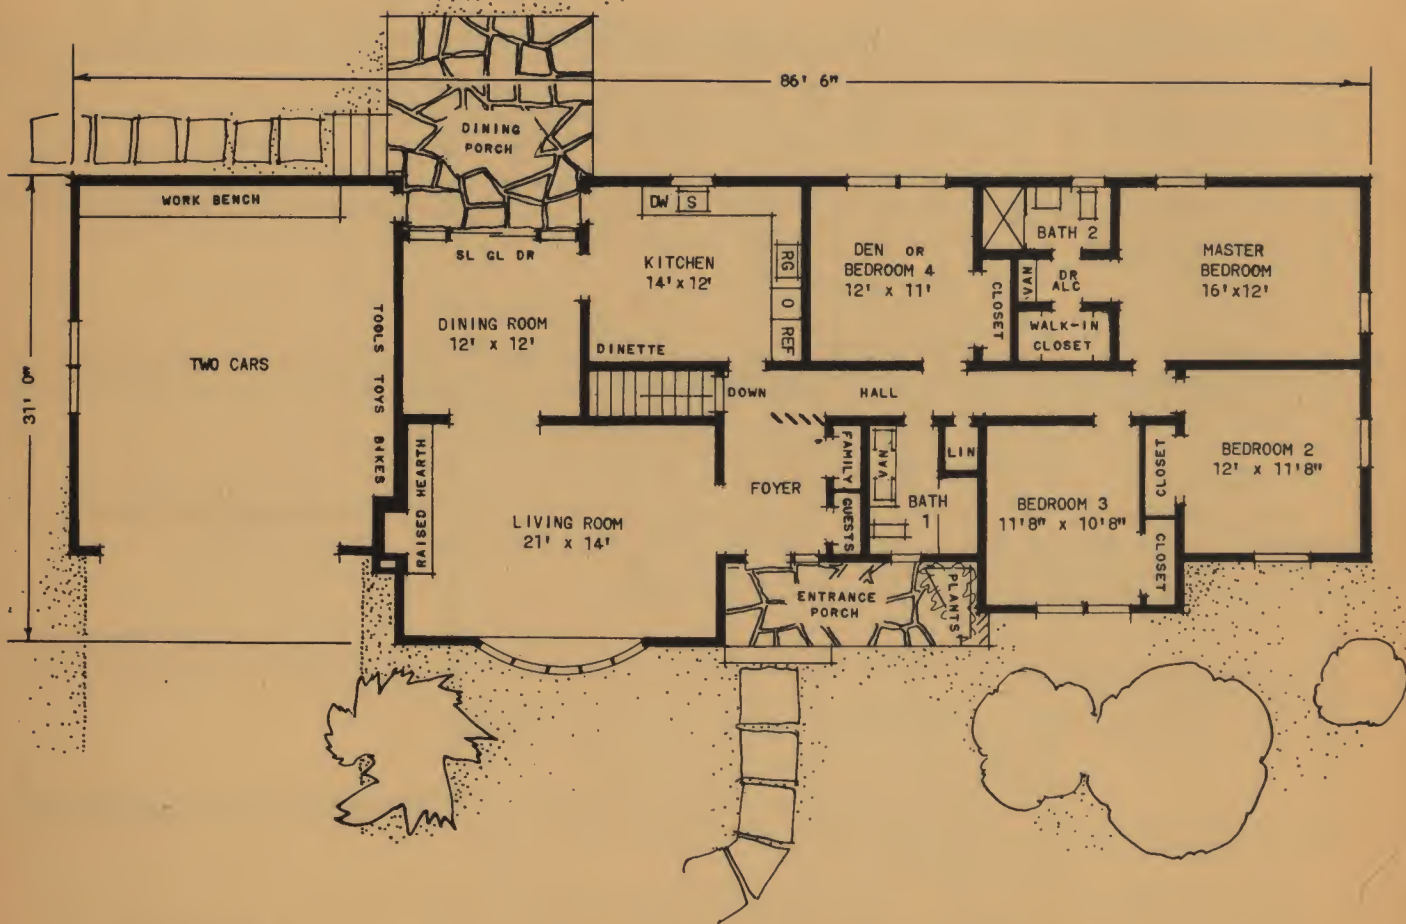 86' 6"
DINING
PORCH
WORK BENCH
DW S
SL GL DR
KITCHEN
14' x 12'
RG
O
REF
DEN OR
BEDROOM 4
12' x 11'
CLOSET
BATH 2
VAN
DR
ALC
WALK-IN
CLOSET
MASTER
BEDROOM
16' x12'
31' 0"
TWO CARS
TOOLS TOYS BIKES
DINING ROOM
12' x 12'
DINETTE
DOWN
HALL
RAISED HEARTH
LIVING ROOM
21' x 14'
FOYER
FAMILY
GUESTS
VAN
BATH
1
LIN
BEDROOM 3
11'8" x 10'8"
CLOSET
CLOSET
BEDROOM 2
12' x 11'8"
ENTRANCE
PORCH
PLANTS